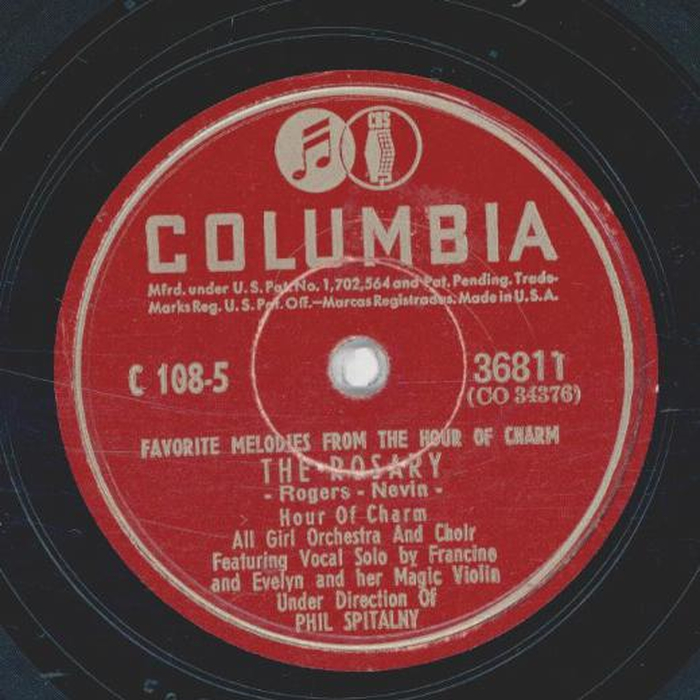 CBS
COLUMBIA
Mfrd. under U.S. Pat. No. 1,702,564 and Pat. Pending. Trade-
Marks Reg. U.S. Pat. Off.—Marcas Registradas. Made in U.S.A.
C 108-5
36811
(CO 34376)
FAVORITE MELODIES FROM THE HOUR OF CHARM
THE ROSARY
- Rogers - Nevin -
Hour Of Charm
All Girl Orchestra And Choir
Featuring Vocal Solo by Francine
and Evelyn and her Magic Violin
Under Direction Of
PHIL SPITALNY